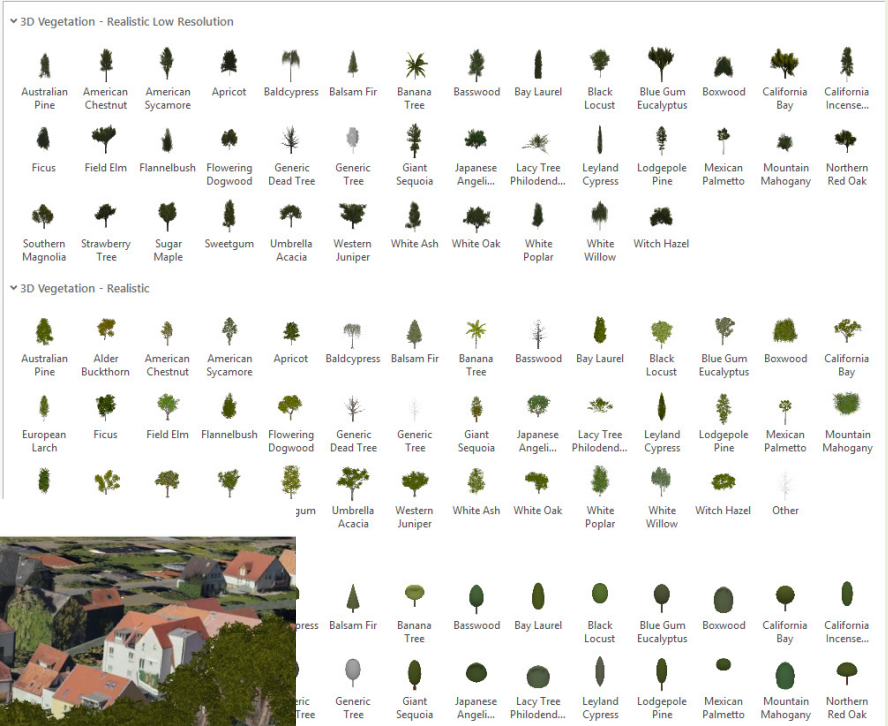 3D Vegetation - Realistic Low Resolution
Australian Pine American Chestnut American Sycamore Apricot Baldcypress Balsam Fir Banana Tree Basswood Bay Laurel Black Locust Blue Gum Eucalyptus Boxwood California Bay California Incense...
Ficus Field Elm Flannelbush Flowering Dogwood Generic Dead Tree Generic Tree Giant Sequoia Japanese Angeli... Lacy Tree Philodend... Leyland Cypress Lodgepole Pine Mexican Palmetto Mountain Mahogany Northern Red Oak
Southern Magnolia Strawberry Tree Sugar Maple Sweetgum Umbrella Acacia Western Juniper White Ash White Oak White Poplar White Willow Witch Hazel
3D Vegetation - Realistic
Australian Pine Alder Buckthorn American Chestnut American Sycamore Apricot Baldcypress Balsam Fir Banana Tree Basswood Bay Laurel Black Locust Blue Gum Eucalyptus Boxwood California Bay
European Larch Ficus Field Elm Flannelbush Flowering Dogwood Generic Dead Tree Generic Tree Giant Sequoia Japanese Angeli... Lacy Tree Philodend... Leyland Cypress Lodgepole Pine Mexican Palmetto Mountain Mahogany
gum Umbrella Acacia Western Juniper White Ash White Oak White Poplar White Willow Witch Hazel Other
press Balsam Fir Banana Tree Basswood Bay Laurel Black Locust Blue Gum Eucalyptus Boxwood California Bay California Incense...
eric Tree Generic Tree Giant Sequoia Japanese Angeli... Lacy Tree Philodend... Leyland Cypress Lodgepole Pine Mexican Palmetto Mountain Mahogany Northern Red Oak